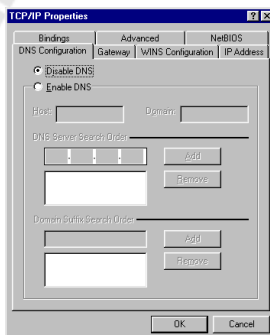 TCP/IP Properties
Bindings Advanced NetBIOS
DNS Configuration Gateway WINS Configuration IP Address
Disable DNS
Enable DNS
Host: Domain:
DNS Server Search Order
Add
Remove
Domain Suffix Search Order
Add
Remove
OK Cancel